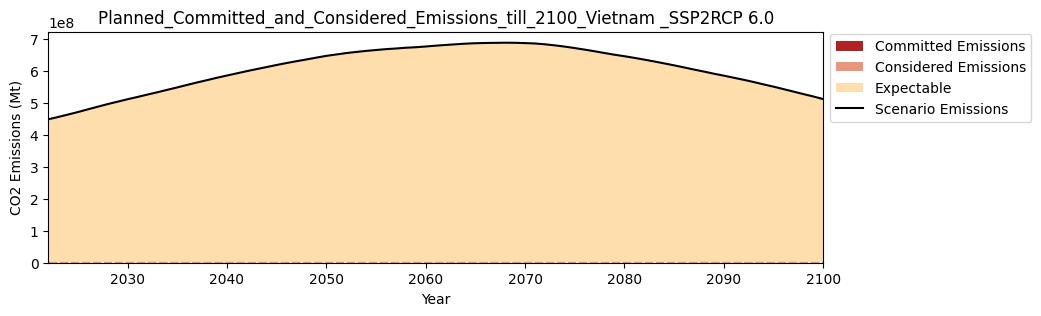 Planned_Committed_and_Considered_Emissions_till_2100_Vietnam _SSP2RCP 6.0
1e8
7
6
5
4
3
2
1
0
CO2 Emissions (Mt)
2030 2040 2050 2060 2070 2080 2090 2100
Year
Committed Emissions
Considered Emissions
Expectable
Scenario Emissions